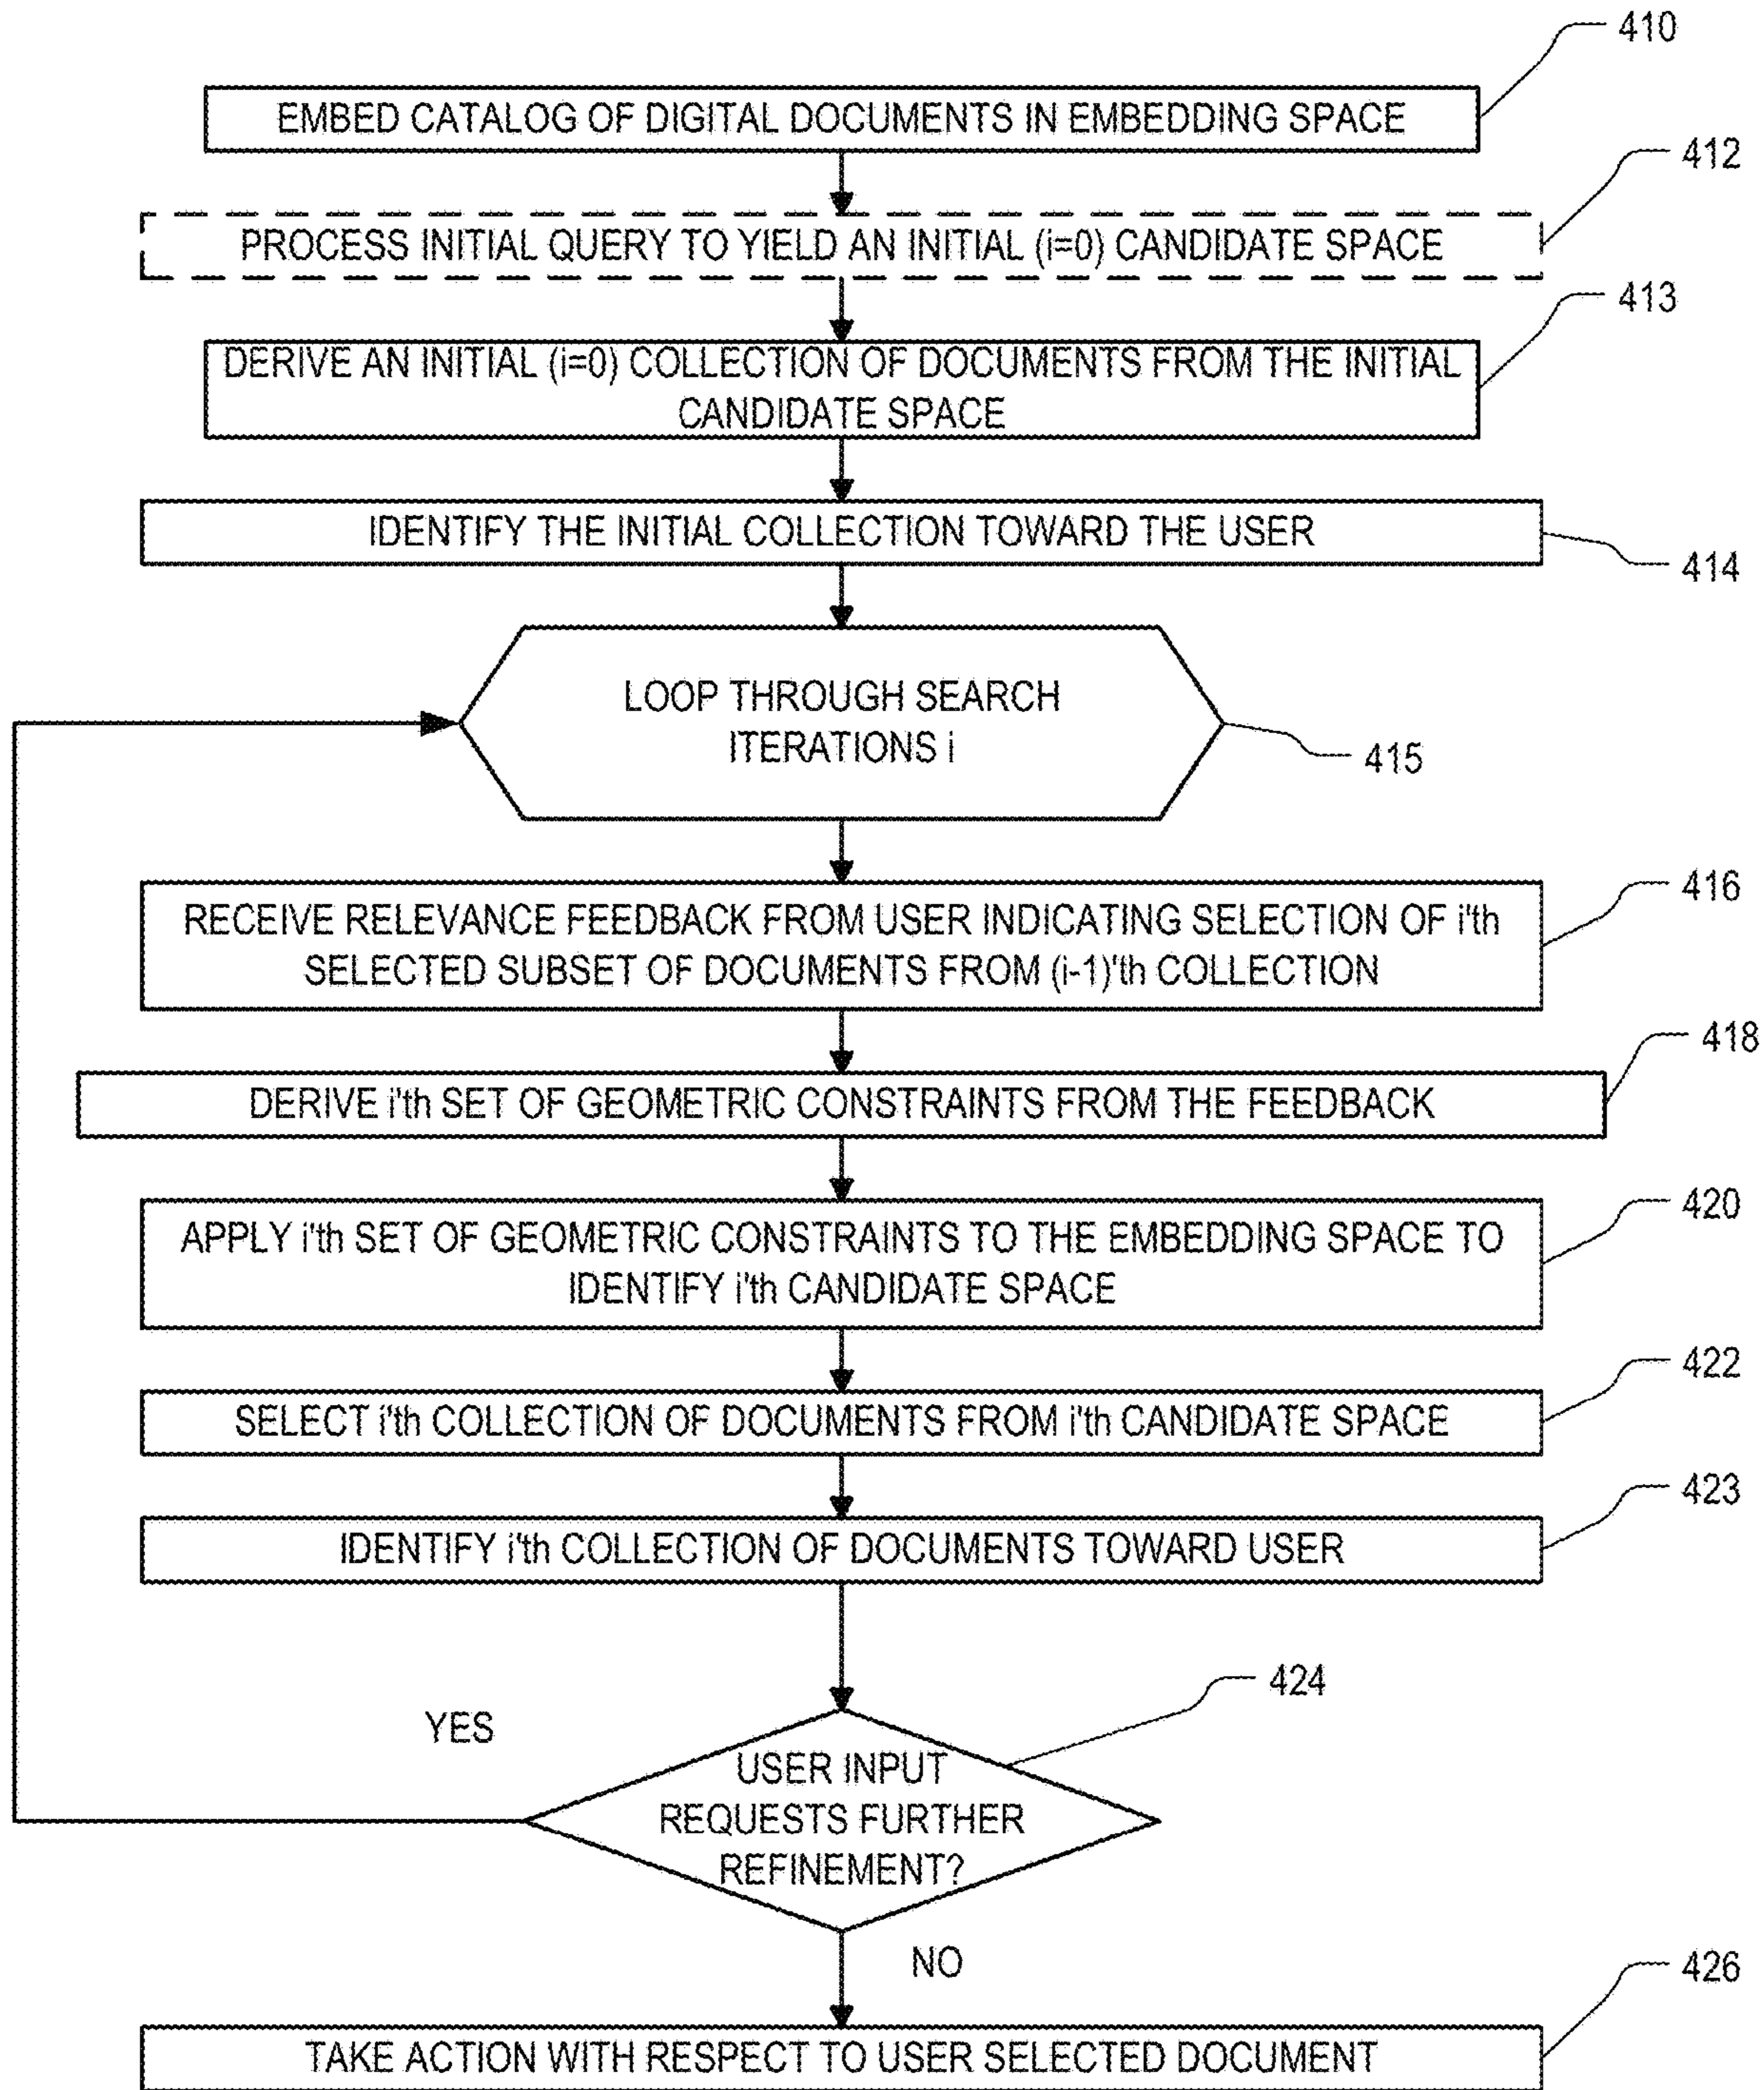 410
EMBED CATALOG OF DIGITAL DOCUMENTS IN EMBEDDING SPACE
412
PROCESS INITIAL QUERY TO YIELD AN INITIAL (i=0) CANDIDATE SPACE
413
DERIVE AN INITIAL (i=0) COLLECTION OF DOCUMENTS FROM THE INITIAL
CANDIDATE SPACE
IDENTIFY THE INITIAL COLLECTION TOWARD THE USER
414
LOOP THROUGH SEARCH
ITERATIONS i
415
416
RECEIVE RELEVANCE FEEDBACK FROM USER INDICATING SELECTION OF i'th
SELECTED SUBSET OF DOCUMENTS FROM (i-1)'th COLLECTION
418
DERIVE i'th SET OF GEOMETRIC CONSTRAINTS FROM THE FEEDBACK
420
APPLY i'th SET OF GEOMETRIC CONSTRAINTS TO THE EMBEDDING SPACE TO
IDENTIFY i'th CANDIDATE SPACE
422
SELECT i'th COLLECTION OF DOCUMENTS FROM i'th CANDIDATE SPACE
423
IDENTIFY i'th COLLECTION OF DOCUMENTS TOWARD USER
424
YES
USER INPUT
REQUESTS FURTHER
REFINEMENT?
NO
426
TAKE ACTION WITH RESPECT TO USER SELECTED DOCUMENT